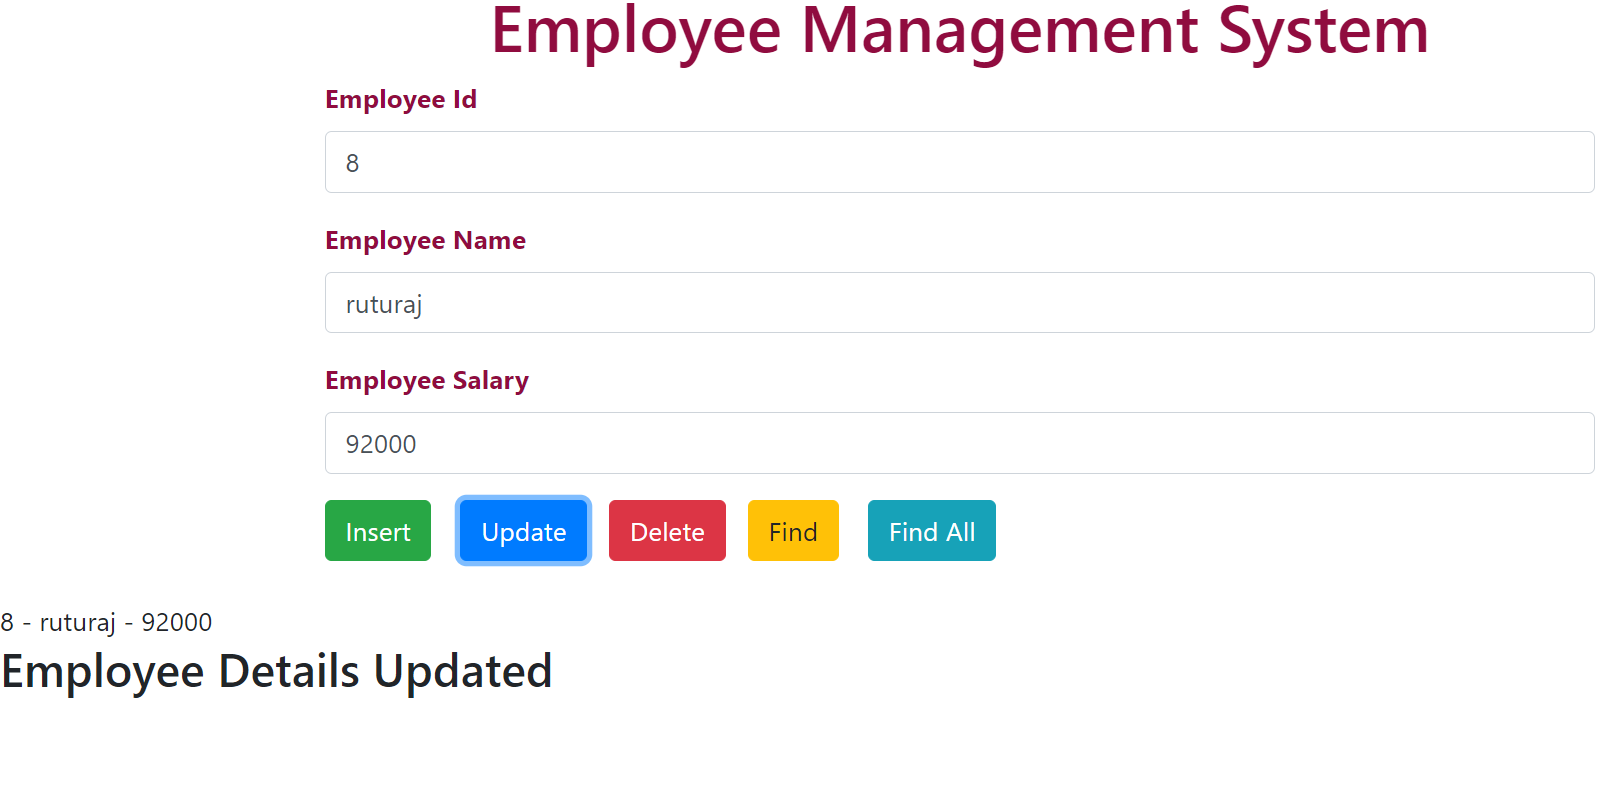 Employee Management System
Employee Id
8
Employee Name
ruturaj
Employee Salary
92000
Insert Update Delete Find Find All
8 - ruturaj - 92000
Employee Details Updated